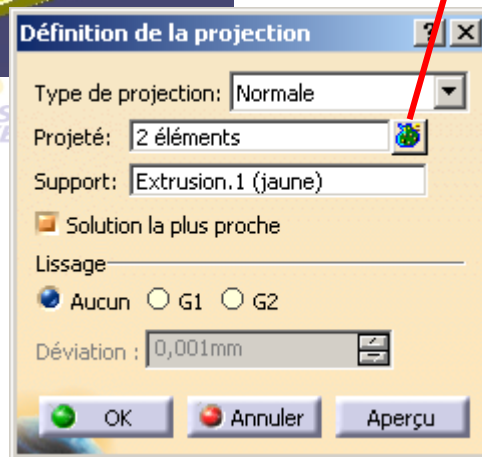 Définition de la projection
Type de projection: Normale
Projeté: 2 éléments
Support: Extrusion.1 (jaune)
Solution la plus proche
Lissage
Aucun G1 G2
Déviation : 0,001mm
OK Annuler Aperçu